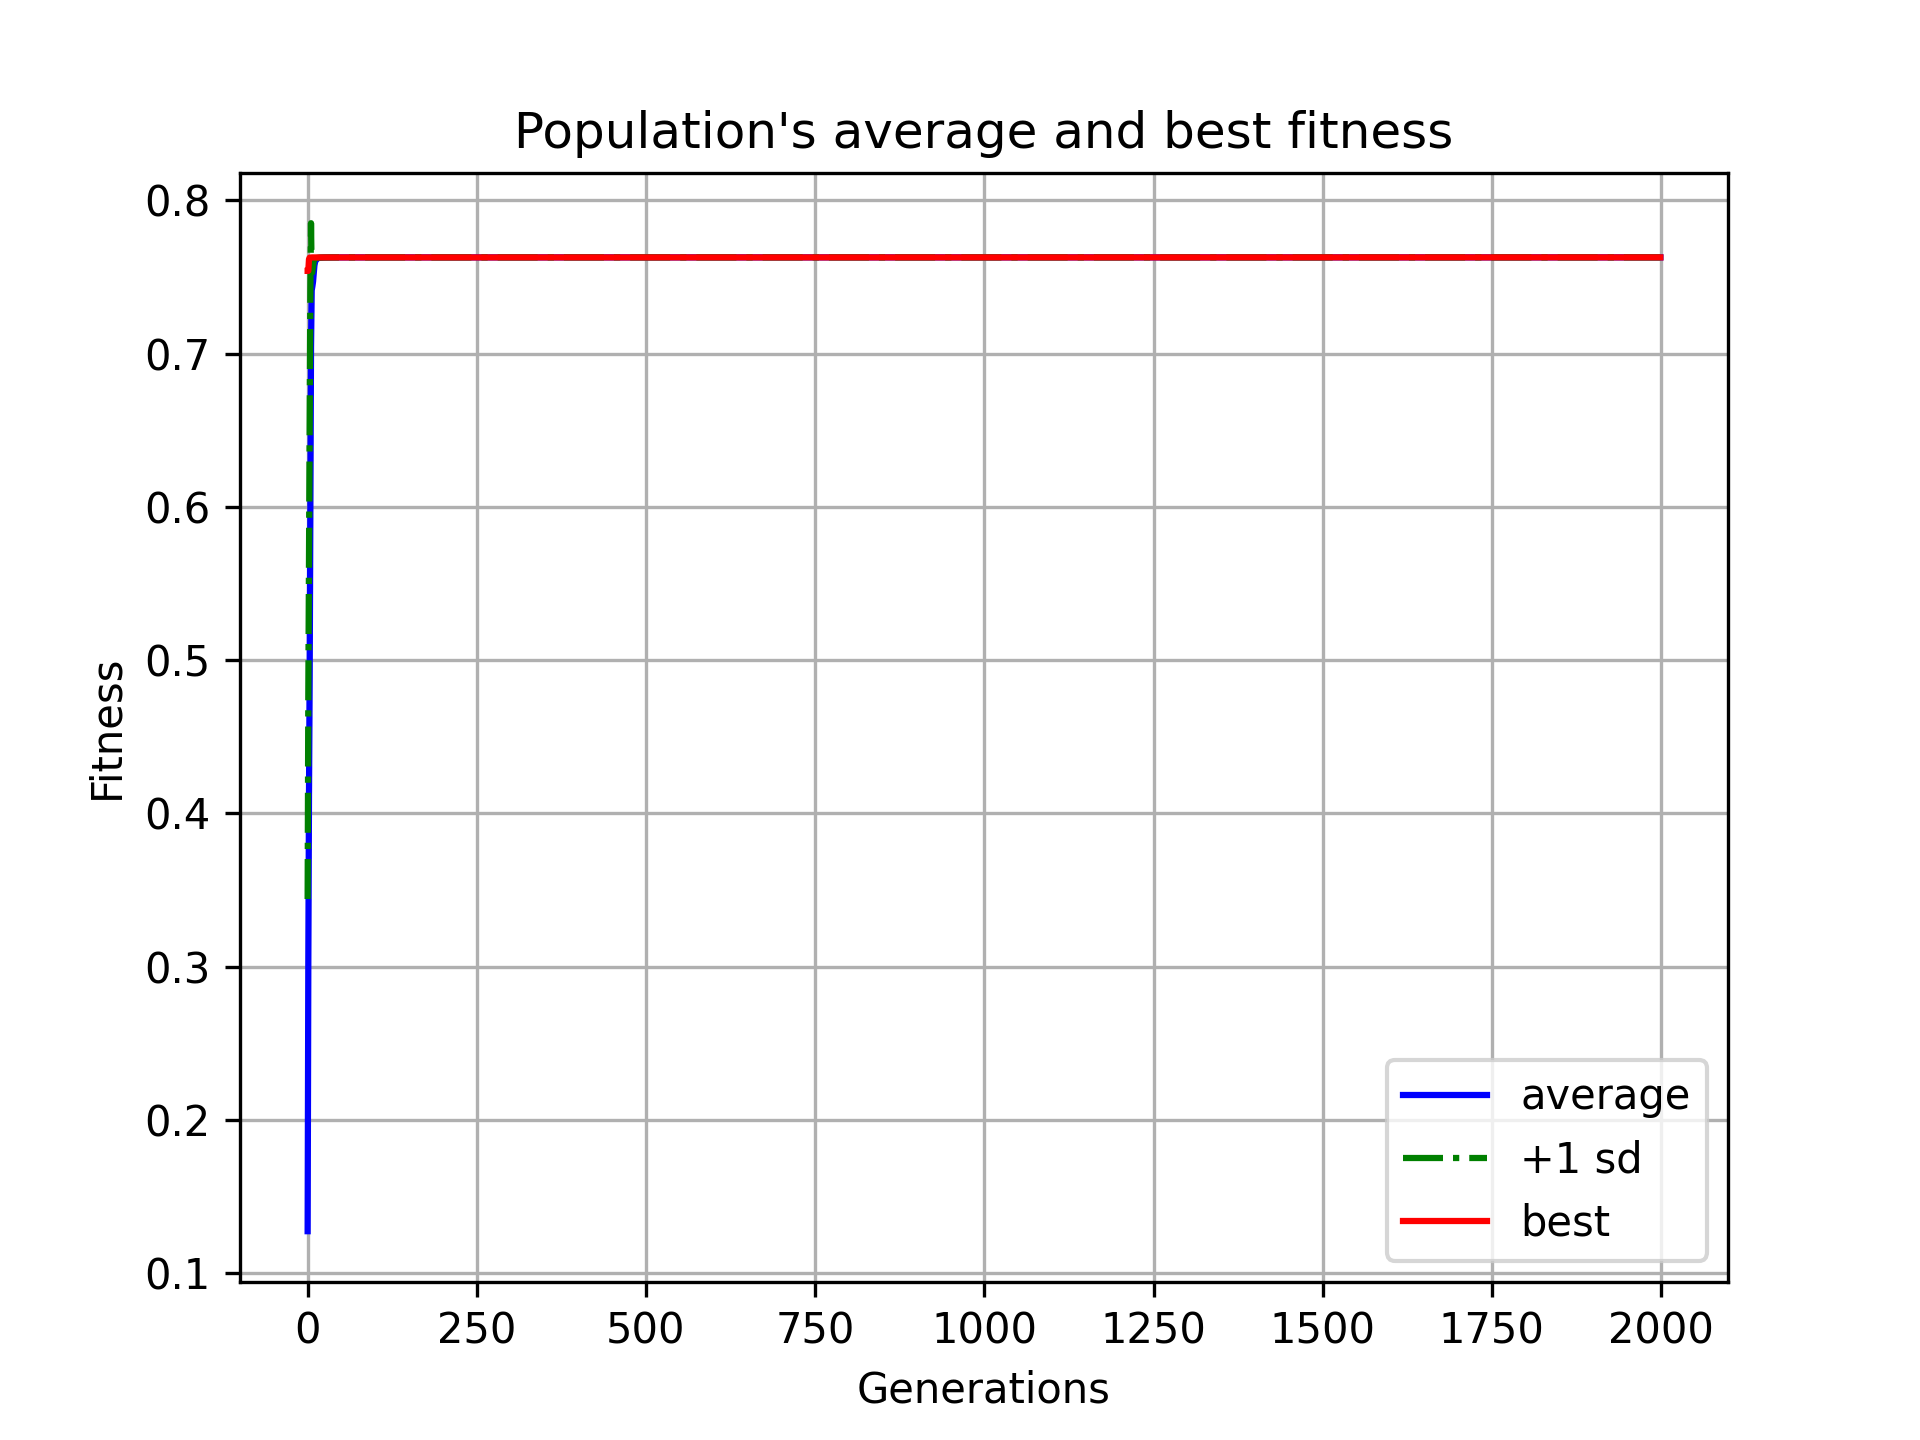 Population's average and best fitness
0.8
0.7
0.6
0.5
0.4
0.3
0.2
0.1
Fitness
average
+1 sd
best
0 250 500 750 1000 1250 1500 1750 2000
Generations